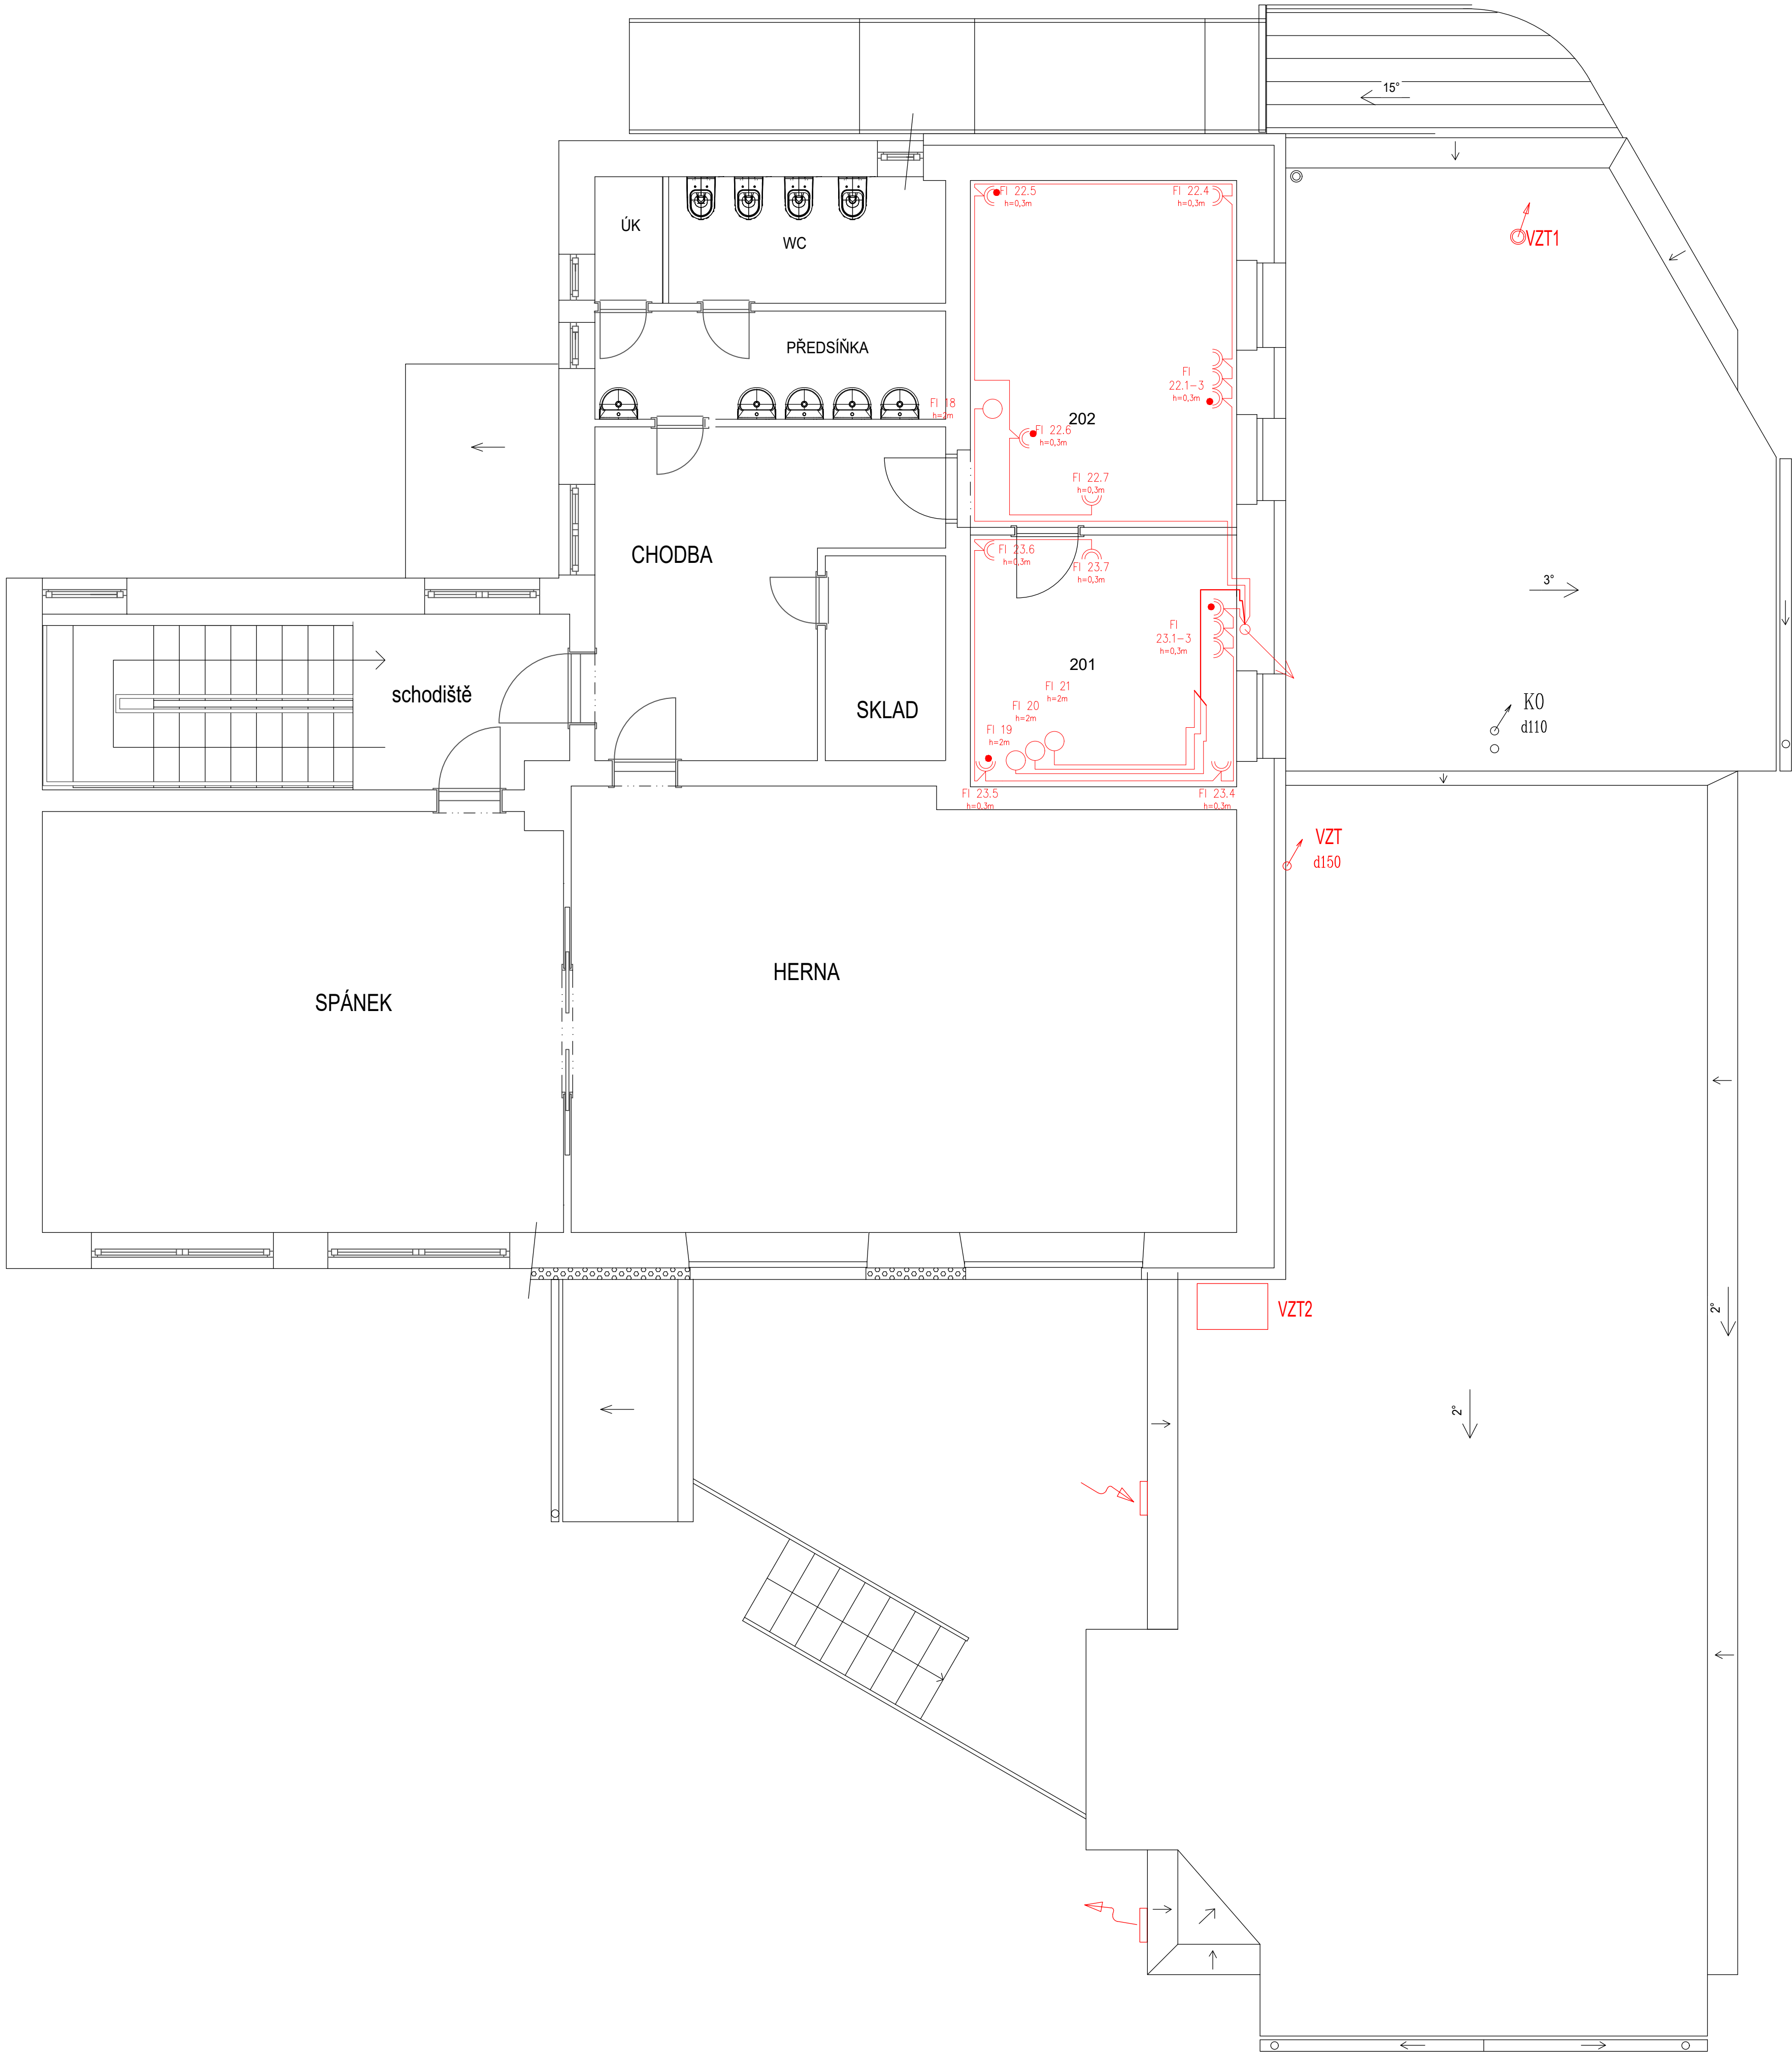 15°
FI 22.5
h=0,3m
FI 22.4
h=0,3m
ÚK
WC
VZT1
PŘEDSÍŇKA
FI
22.1-3
h=0,3m
FI 18
h=2m
202
FI 22.6
h=0,3m
FI 22.7
h=0,3m
CHODBA
FI 23.6
h=0,3m
FI 23.7
h=0,3m
3°
FI
23.1-3
h=0,3m
201
schodiště
SKLAD
FI 21
h=2m
FI 20
h=2m
FI 19
h=2m
KO
d110
FI 23.5
h=0,3m
FI 23.4
h=0,3m
VZT
d150
HERNA
SPÁNEK
VZT2
2°
2°